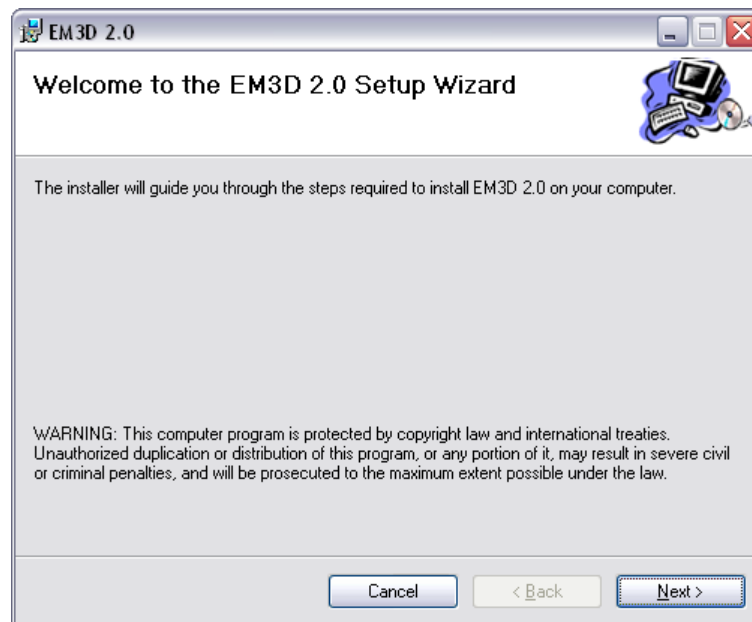 EM3D 2.0
Welcome to the EM3D 2.0 Setup Wizard
The installer will guide you through the steps required to install EM3D 2.0 on your computer.
WARNING: This computer program is protected by copyright law and international treaties.
Unauthorized duplication or distribution of this program, or any portion of it, may result in severe civil
or criminal penalties, and will be prosecuted to the maximum extent possible under the law.
Cancel
< Back
Next >